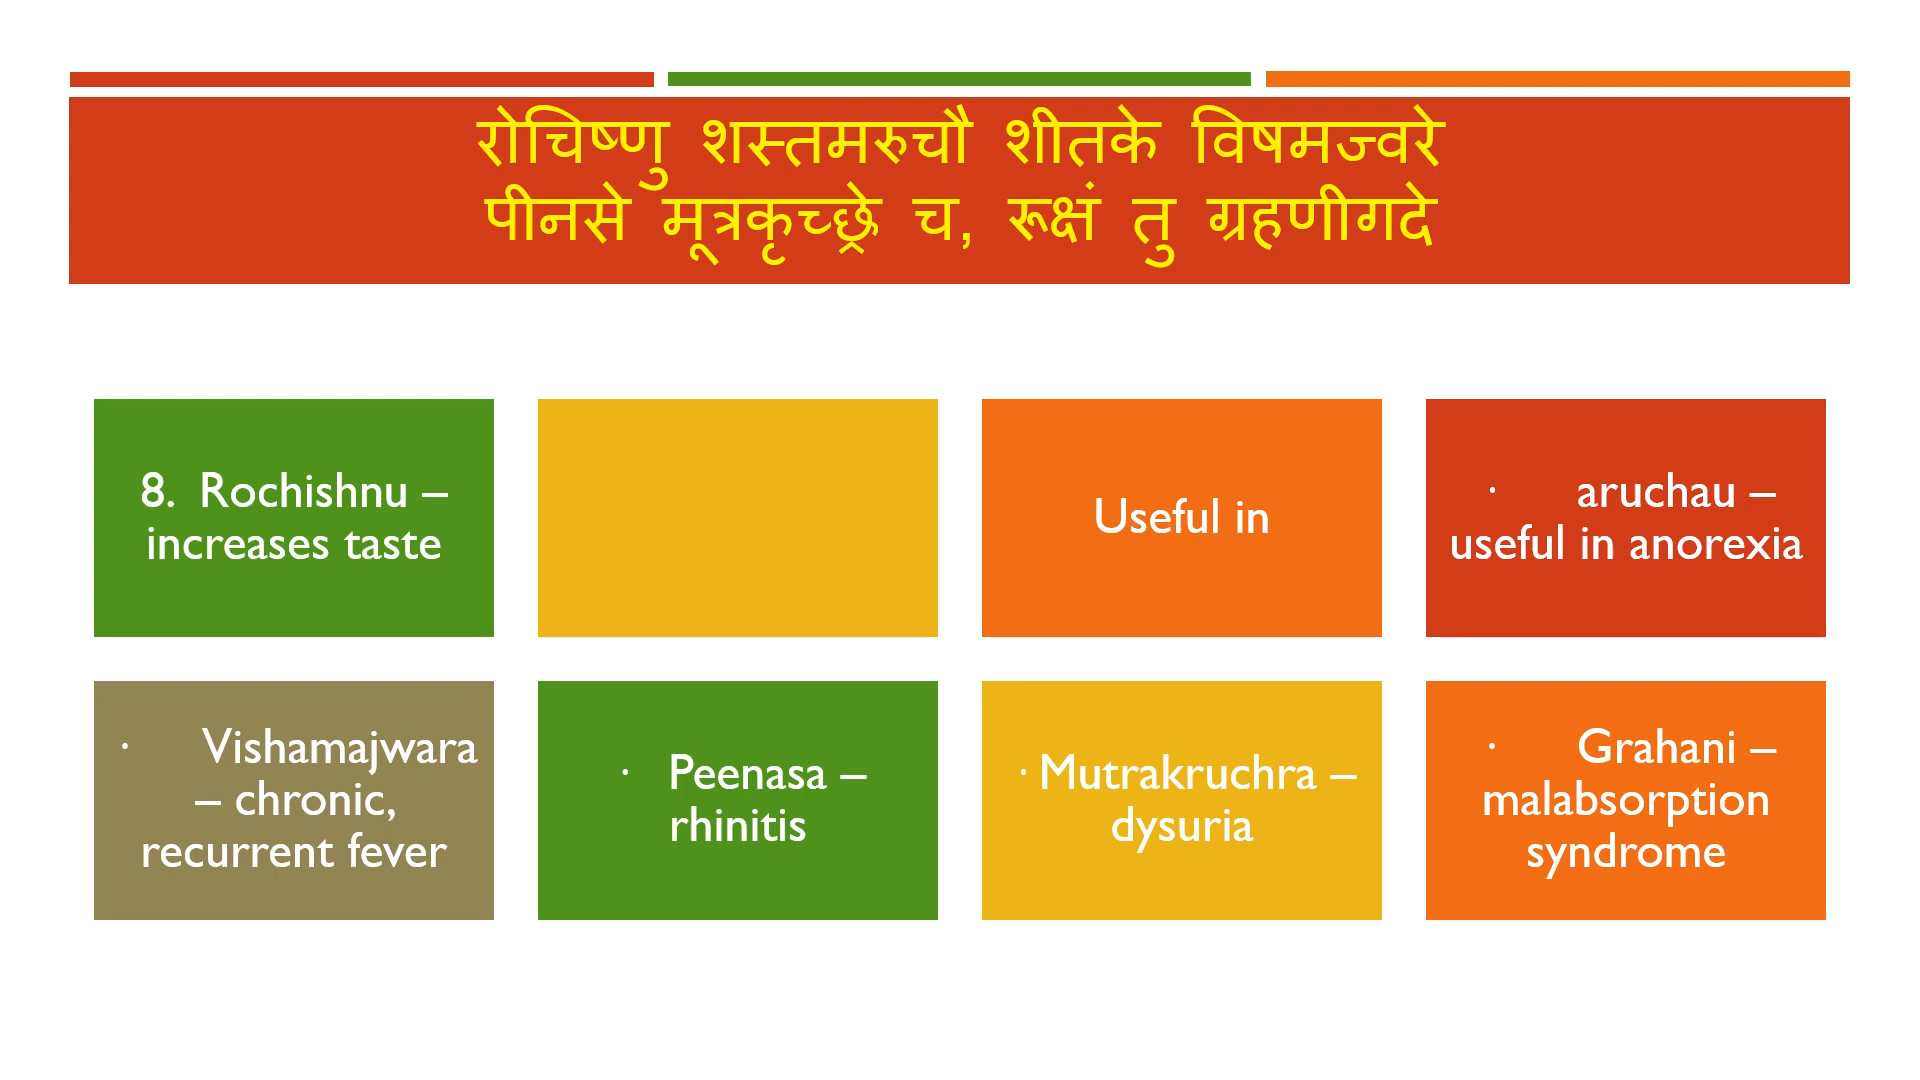 रोचिष्णु शस्तमरुचौ शीतके विषमज्वरे
पीनसे मूत्रकृच्छ्रे च, रूक्षं तु ग्रहणीगदे
8. Rochishnu –
increases taste
Useful in
· aruchau –
useful in anorexia
· Vishamajwara
– chronic,
recurrent fever
· Peenasa –
rhinitis
· Mutrakruchra –
dysuria
· Grahani –
malabsorption
syndrome